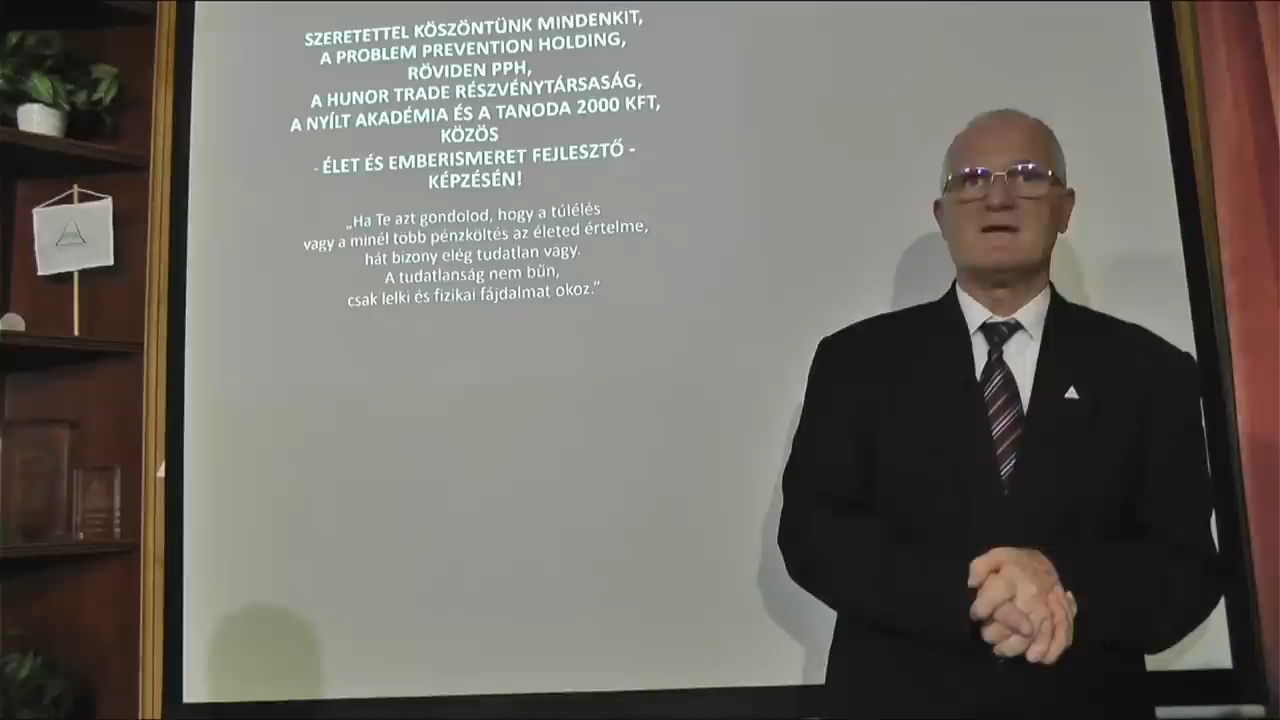 SZERETETTEL KÖSZÖNTÜNK MINDENKIT,
A PROBLEM PREVENTION HOLDING,
RÖVIDEN PPH,
A HUNOR TRADE RÉSZVÉNYTÁRSASÁG,
A NYÍLT AKADÉMIA ÉS A TANODA 2000 KFT,
KÖZÖS
- ÉLET ÉS EMBERISMERET FEJLESZTŐ -
KÉPZÉSÉN!
„Ha Te azt gondolod, hogy a túlélés
vagy a minél több pénzköltés az életed értelme,
hát bizony elég tudatlan vagy.
A tudatlanság nem bűn,
csak lelki és fizikai fájdalmat okoz.”